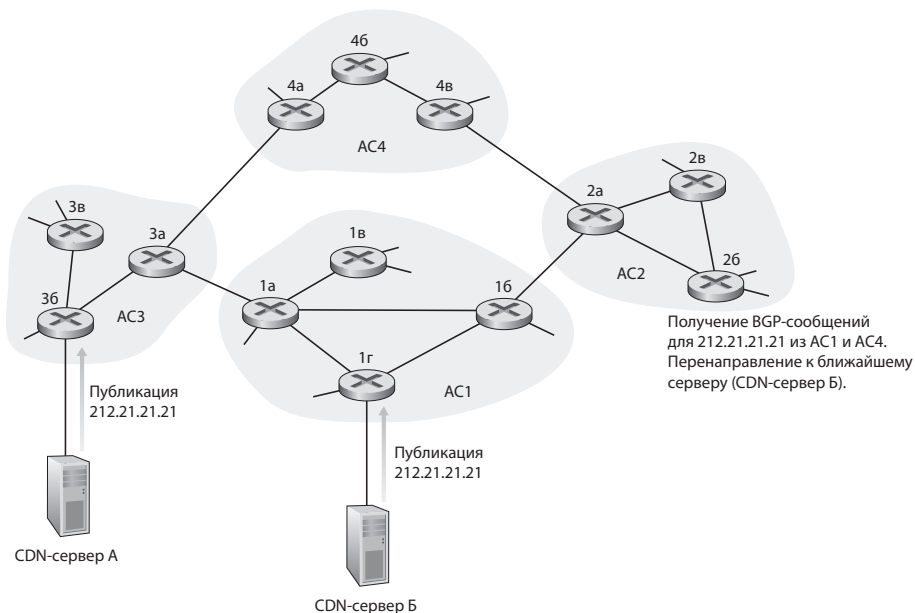 4б
4а
4в
АС4
2в
2а
2б
АС2
3в
3а
3б
АС3
1в
1а
1б
1г
АС1
Получение BGP-сообщений
для 212.21.21.21 из АС1 и АС4.
Перенаправление к ближайшему
серверу (CDN-сервер Б).
Публикация
212.21.21.21
Публикация
212.21.21.21
CDN-сервер А
CDN-сервер Б